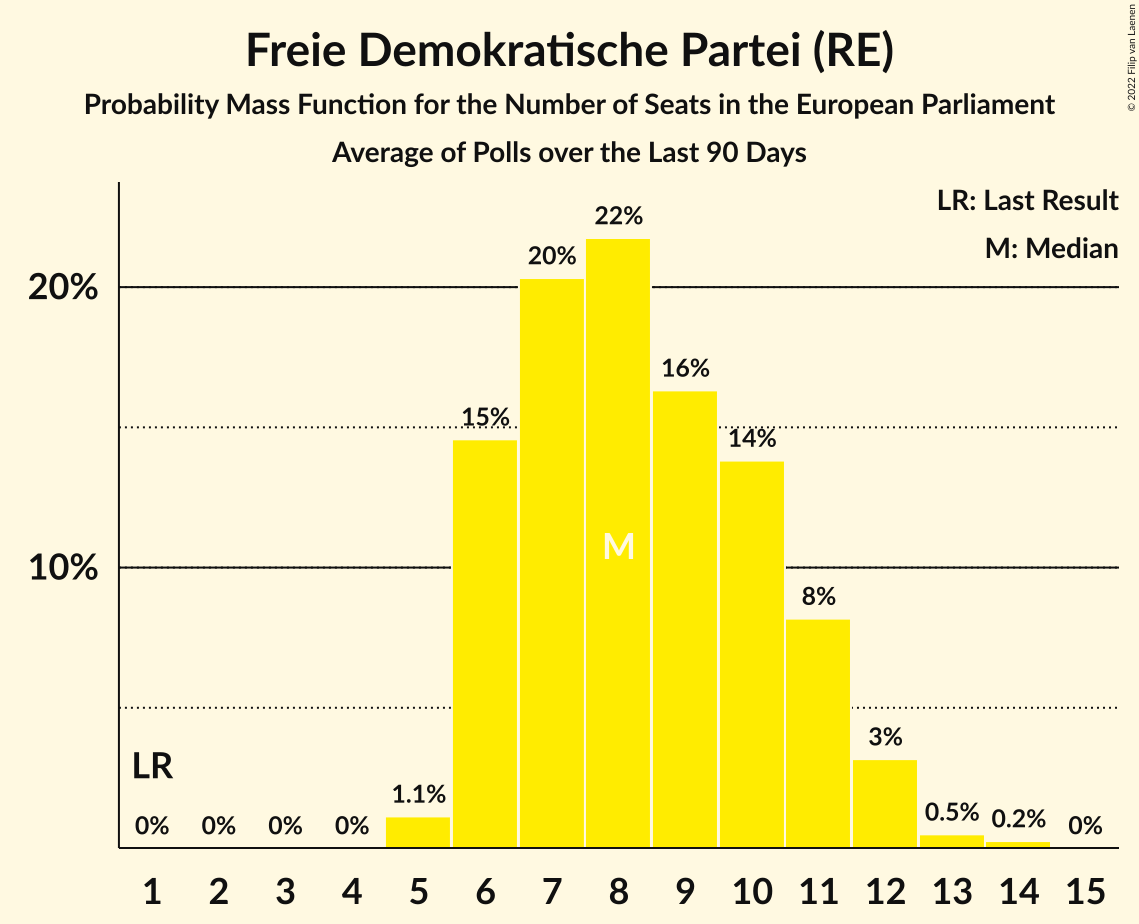 Freie Demokratische Partei (RE)
Probability Mass Function for the Number of Seats in the European Parliament
Average of Polls over the Last 90 Days
© 2022 Filip van Laenen
LR: Last Result
M: Median
22%
20%
20%
16%
15%
14%
M
10%
8%
3%
LR
1.1%
0.5%
0.2%
0%
0%
0%
0%
0%
1 2 3 4 5 6 7 8 9 10 11 12 13 14 15